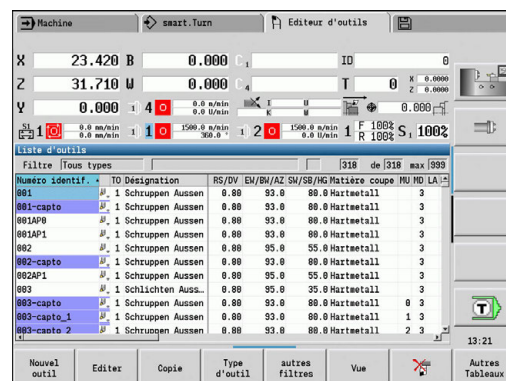 Machine smart.Turn Editeur d'outils
X 23.420 B 0.000 C 1 ID 0
Z 31.710 U 0.000 C 4 T 0 X 0.0000 Z 0.0000
Y 0.000 4 0 0.0 m/min 0.0 U/min I U K W 0.000
S1 1 0 0.0 mm/min 0.0 m/min 1 0 1500.0 m/min 360.0 ° 2 0 1500.0 m/min 0.0 U/min 1 F 100% R 100% S1 100%
Liste d'outils
Filtre Tous types 318 de 318 max 999
Numéro identif. TO Désignation RS/DV EW/BW/AZ SW/SB/HG Matière coupe MU MD LA
001 1 Schruppen Aussen 0.80 93.0 80.0 Hartmetall 3
001-capto 1 Schruppen Aussen 0.80 93.0 80.0 Hartmetall 3
001AP0 1 Schruppen Aussen 0.80 93.0 80.0 Hartmetall 3
001AP1 1 Schruppen Aussen 0.80 93.0 80.0 Hartmetall 3
002 1 Schruppen Aussen 0.80 95.0 55.0 Hartmetall 3
002-capto 1 Schruppen Aussen 0.80 93.0 80.0 Hartmetall 3
002AP1 1 Schruppen Aussen 0.80 95.0 55.0 Hartmetall 3
003 1 Schlichten Auss… 0.80 95.0 35.0 Hartmetall 3
003-capto 1 Schruppen Aussen 0.80 93.0 80.0 Hartmetall 0 3
003-capto_1 1 Schruppen Aussen 0.80 93.0 80.0 Hartmetall 1 3
003-capto_2 1 Schruppen Aussen 0.80 93.0 80.0 Hartmetall 2 3
T
13:21
Nouvel outil Editer Copie Type d'outil autres filtres Vue Autres Tableaux